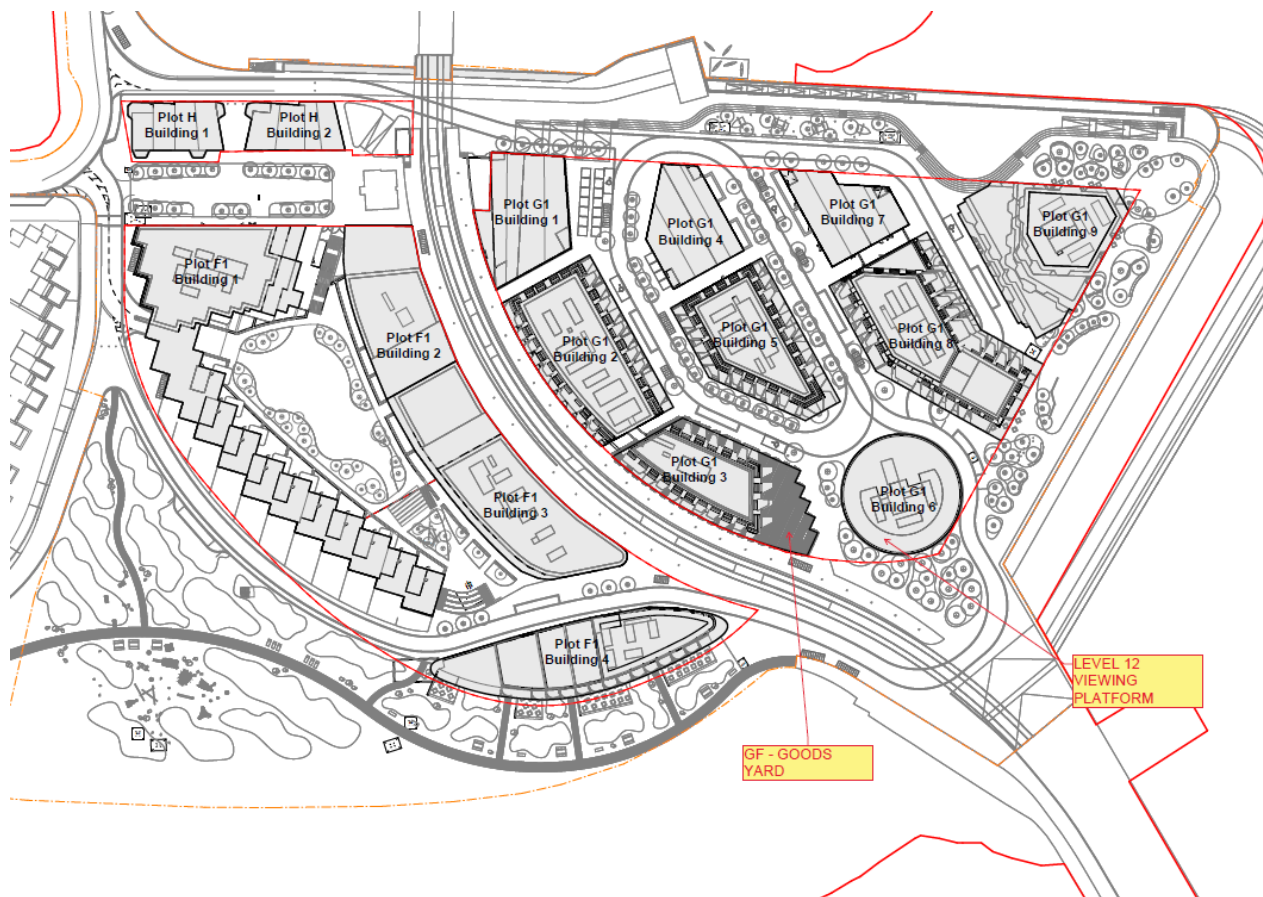 Plot H
Building 1
Plot H
Building 2
Plot G1
Building 1
Plot G1
Building 4
Plot G1
Building 7
Plot G1
Building 9
Plot F1
Building 1
Plot F1
Building 2
Plot G1
Building 2
Plot G1
Building 5
Plot G1
Building 8
Plot G1
Building 3
Plot F1
Building 3
Plot G1
Building 6
Plot F1
Building 4
LEVEL 12
VIEWING
PLATFORM
GF - GOODS
YARD